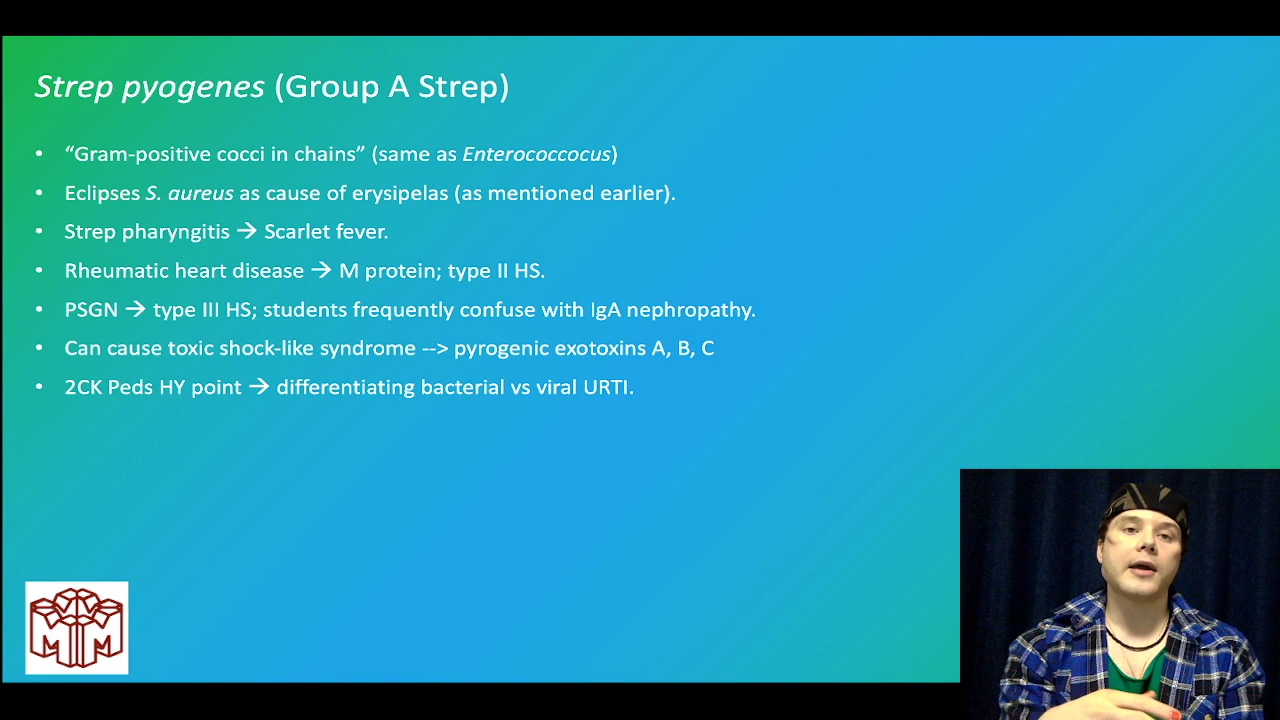 Strep pyogenes (Group A Strep)
• “Gram-positive cocci in chains” (same as Enterococcocus)
• Eclipses S. aureus as cause of erysipelas (as mentioned earlier).
• Strep pharyngitis → Scarlet fever.
• Rheumatic heart disease → M protein; type II HS.
• PSGN → type III HS; students frequently confuse with IgA nephropathy.
• Can cause toxic shock-like syndrome --> pyrogenic exotoxins A, B, C
• 2CK Peds HY point → differentiating bacterial vs viral URTI.
M M